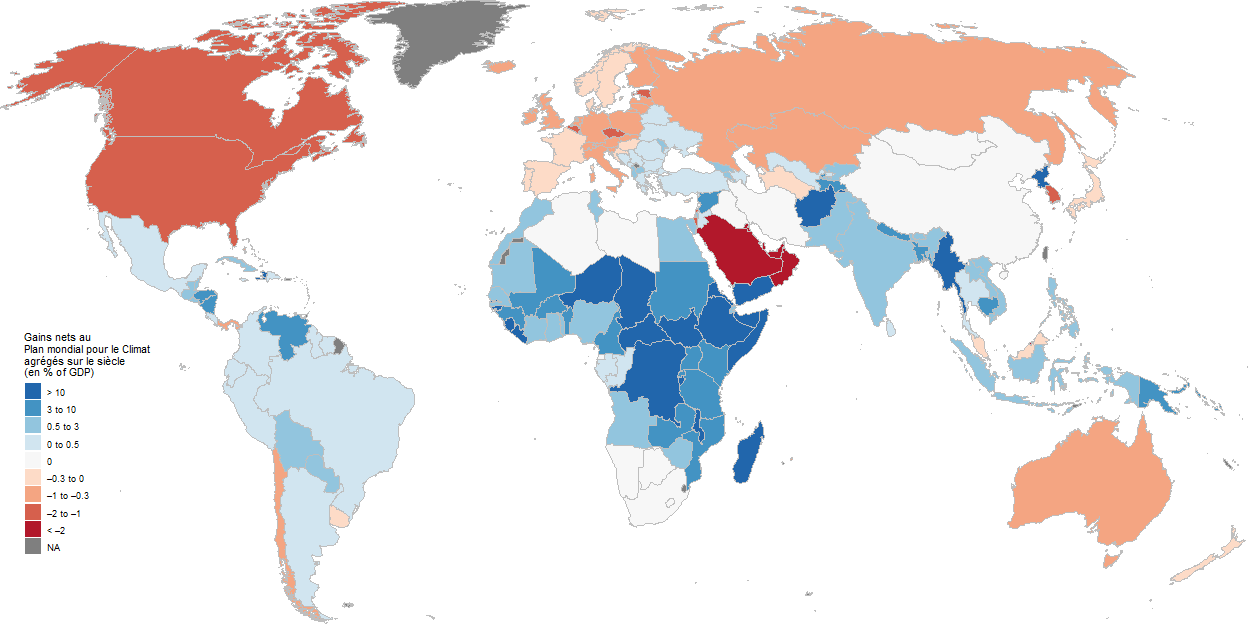 Gains nets au
Plan mondial pour le Climat
agrégés sur le siècle
(en % of GDP)
> 10
3 to 10
0.5 to 3
0 to 0.5
0
–0.3 to 0
–1 to –0.3
–2 to –1
< –2
NA